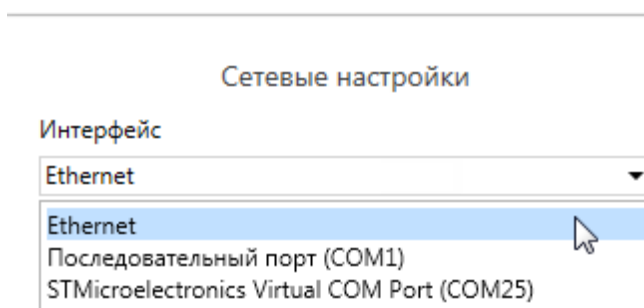 Сетевые настройки
Интерфейс
Ethernet
Ethernet
Последовательный порт (COM1)
STMicroelectronics Virtual COM Port (COM25)